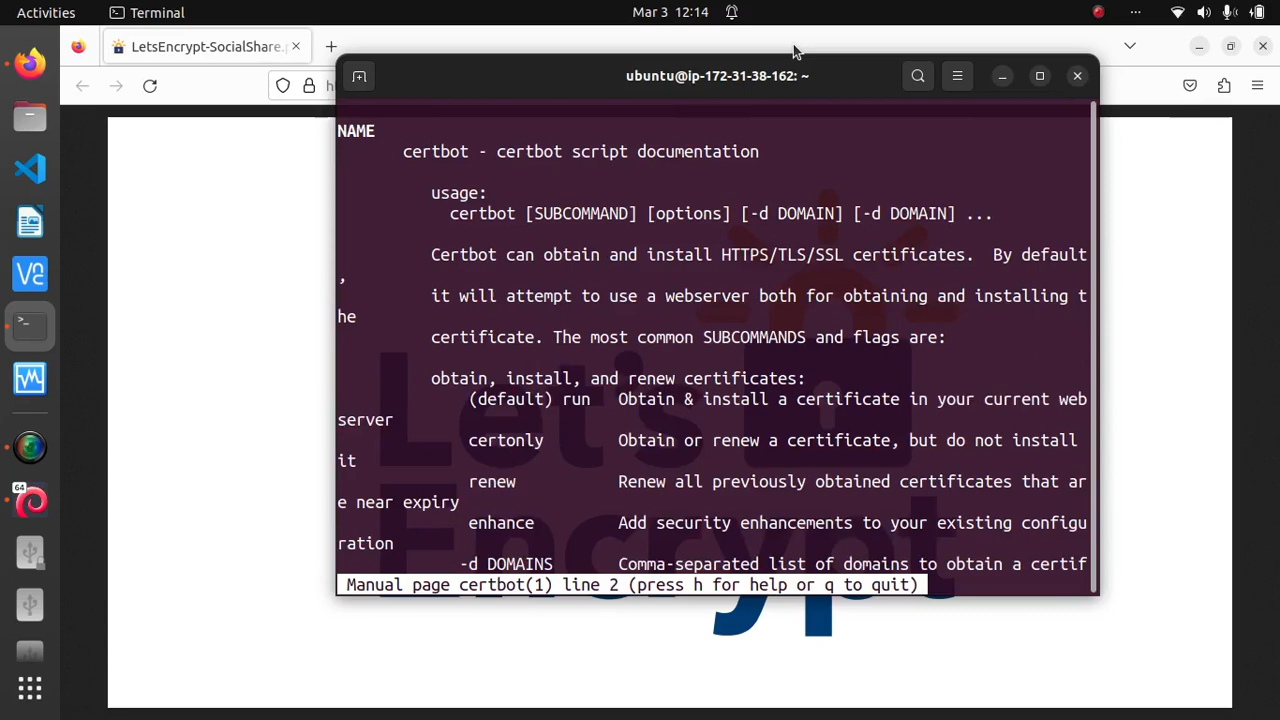 Activities
Terminal
Mar 3 12:14
LetsEncrypt-SocialShare.p
ubuntu@ip-172-31-38-162: ~
NAME
certbot - certbot script documentation
usage:
certbot [SUBCOMMAND] [options] [-d DOMAIN] [-d DOMAIN] ...
Certbot can obtain and install HTTPS/TLS/SSL certificates.  By default
,
it will attempt to use a webserver both for obtaining and installing t
he
certificate. The most common SUBCOMMANDS and flags are:
obtain, install, and renew certificates:
(default) run   Obtain & install a certificate in your current web
server
certonly        Obtain or renew a certificate, but do not install
it
renew           Renew all previously obtained certificates that ar
e near expiry
enhance         Add security enhancements to your existing configu
ration
-d DOMAINS       Comma-separated list of domains to obtain a certif
Manual page certbot(1) line 2 (press h for help or q to quit)
Let's
Encrypt
64